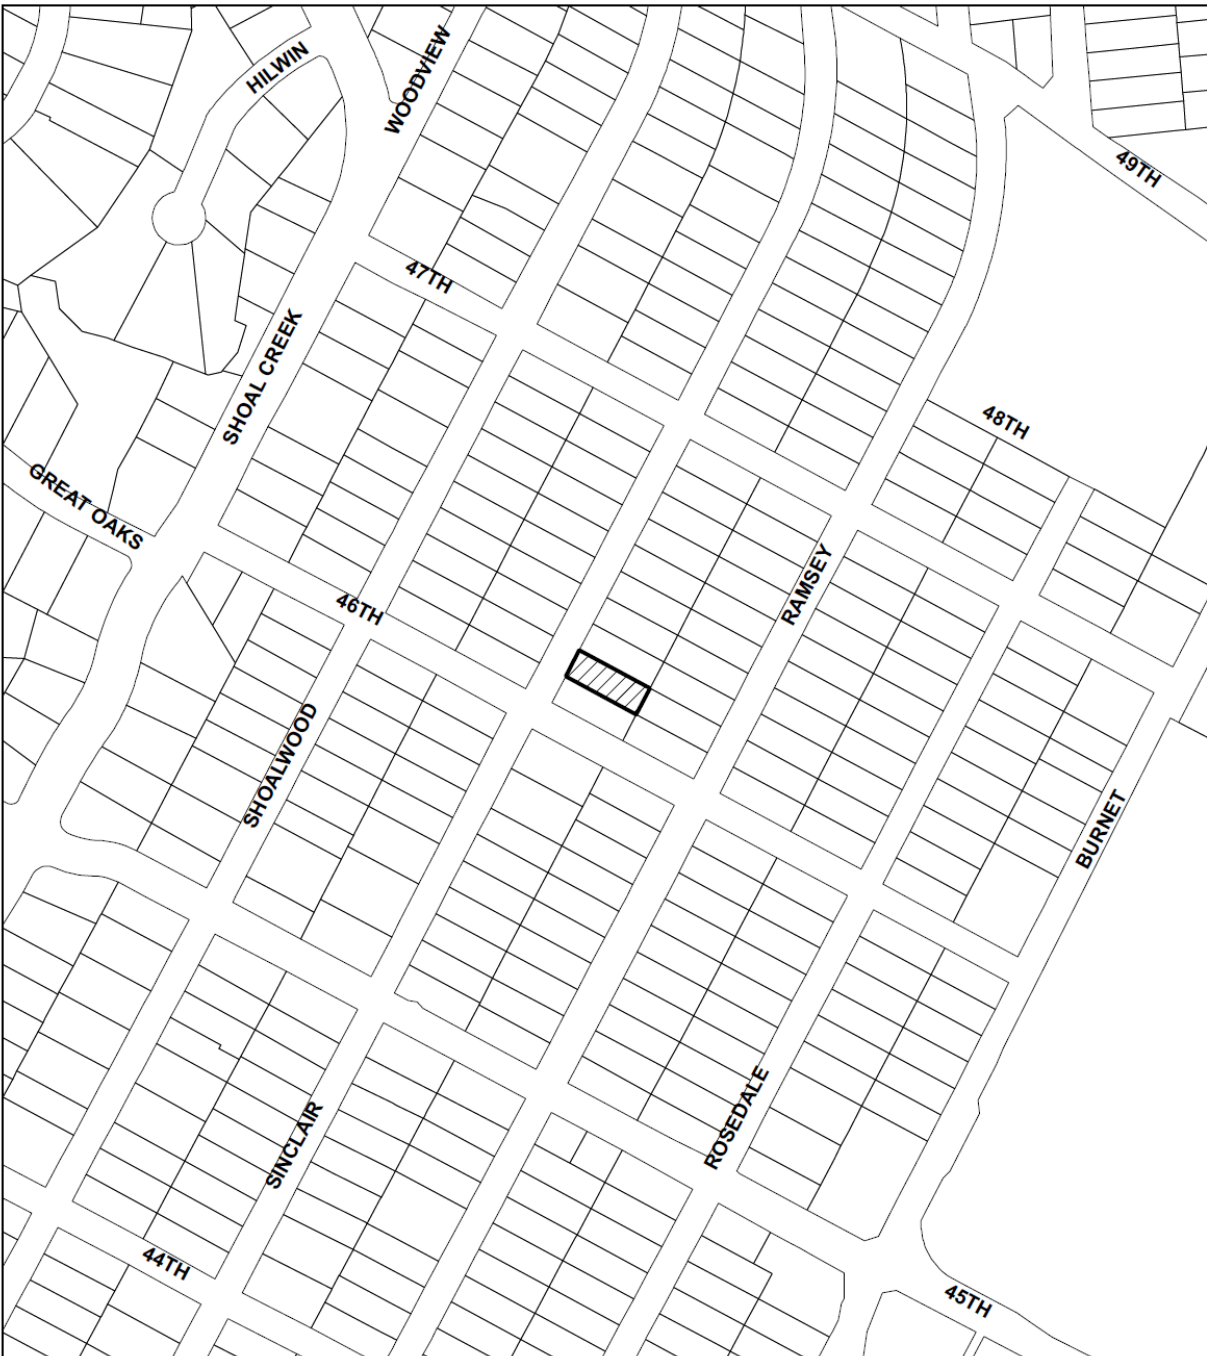 HILWIN
WOODVIEW
49TH
47TH
SHOAL CREEK
48TH
GREAT OAKS
RAMSEY
46TH
SHOALWOOD
BURNET
ROSEDALE
SINCLAIR
44TH
45TH